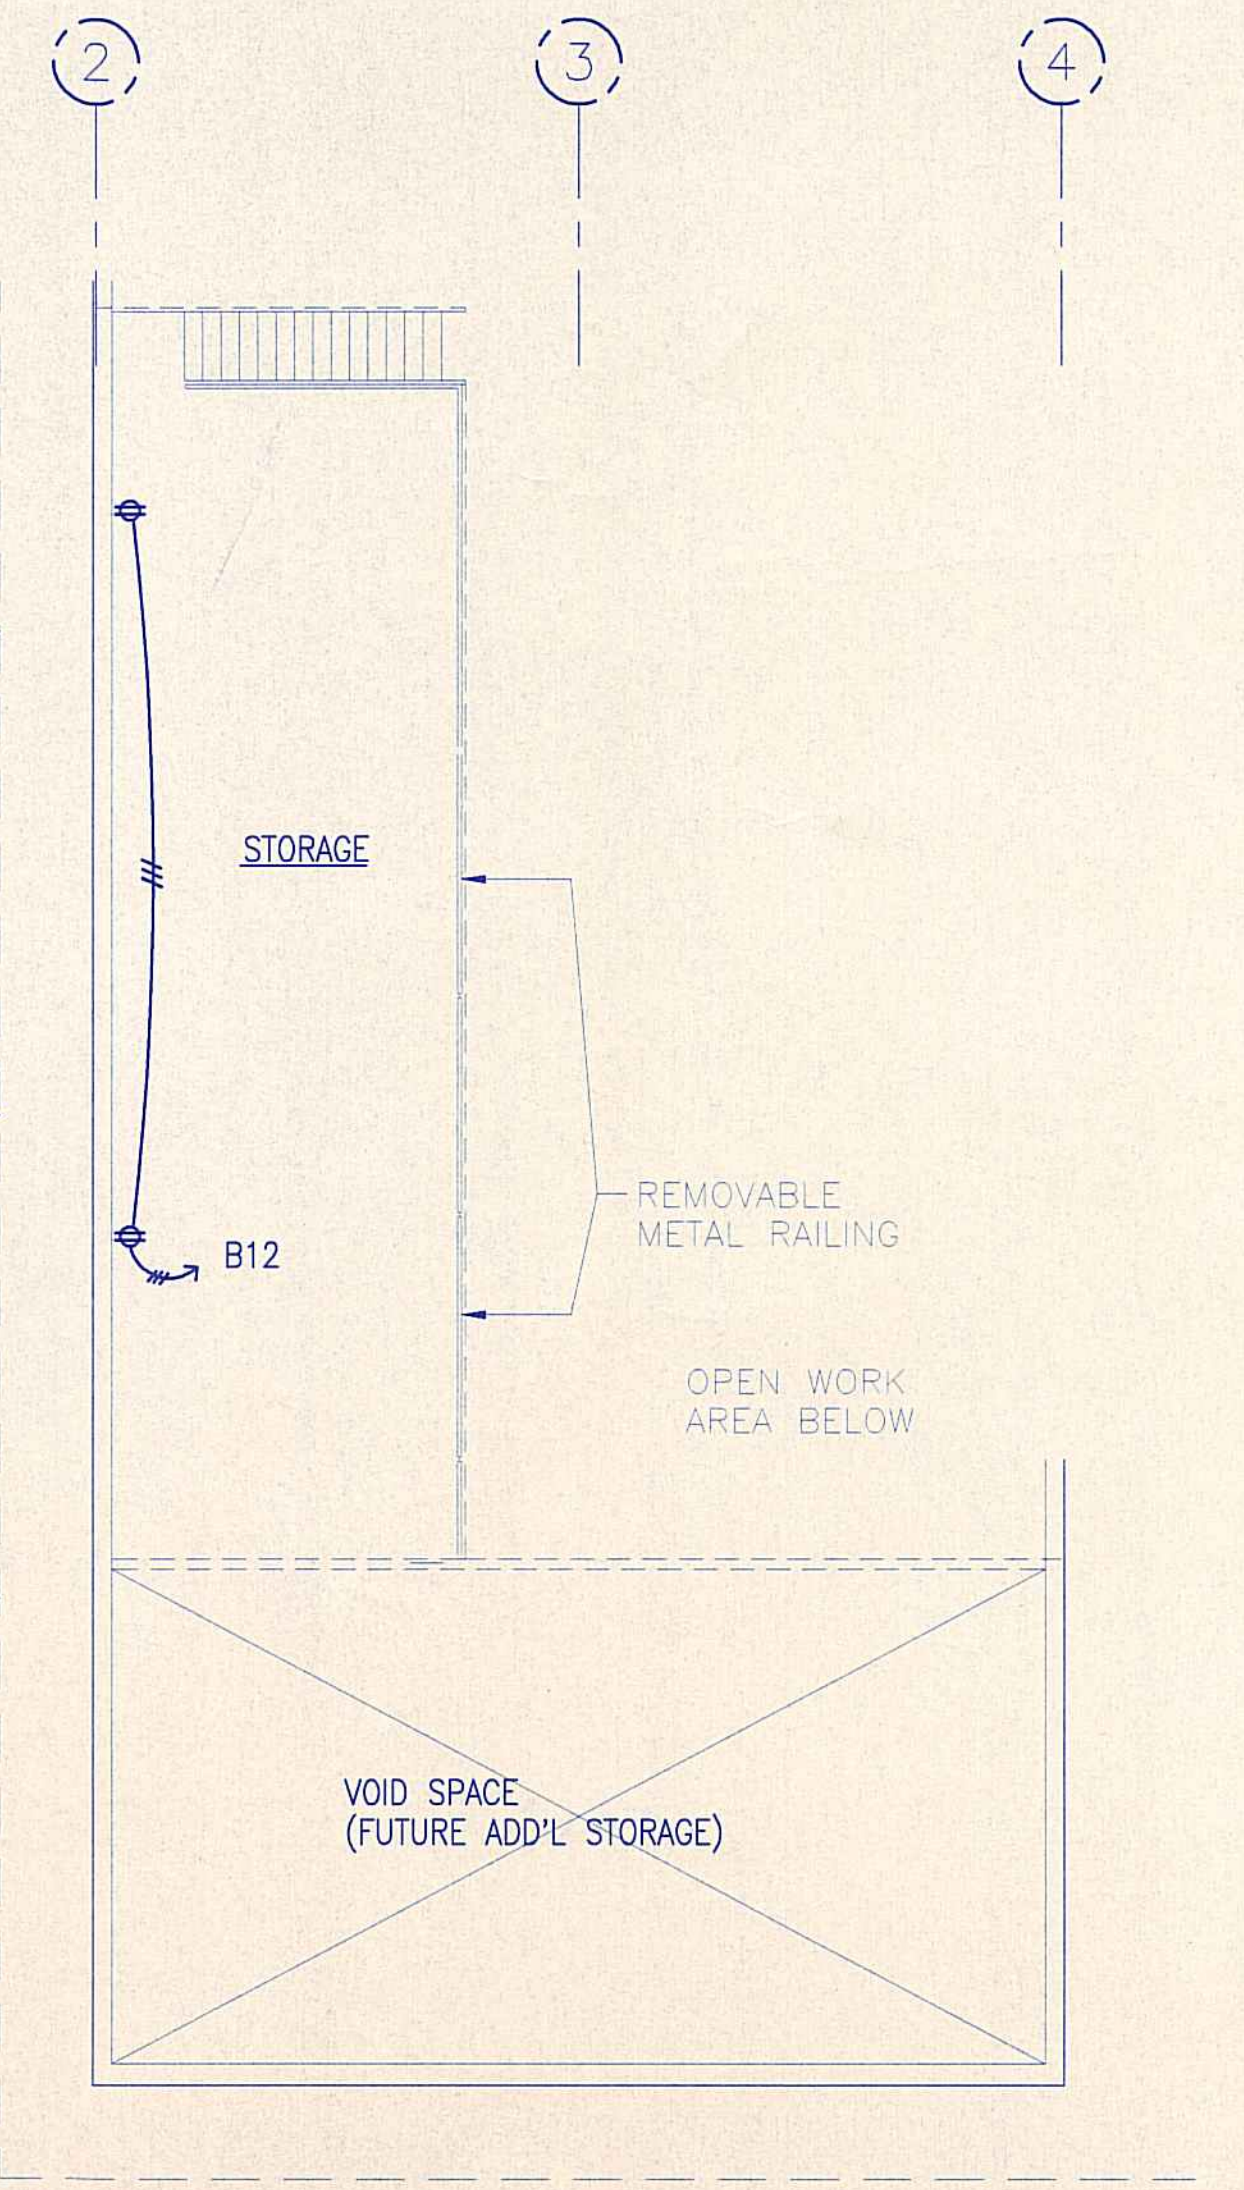 2
3
4
STORAGE
REMOVABLE
METAL RAILING
B12
OPEN WORK
AREA BELOW
VOID SPACE
(FUTURE ADD'L STORAGE)